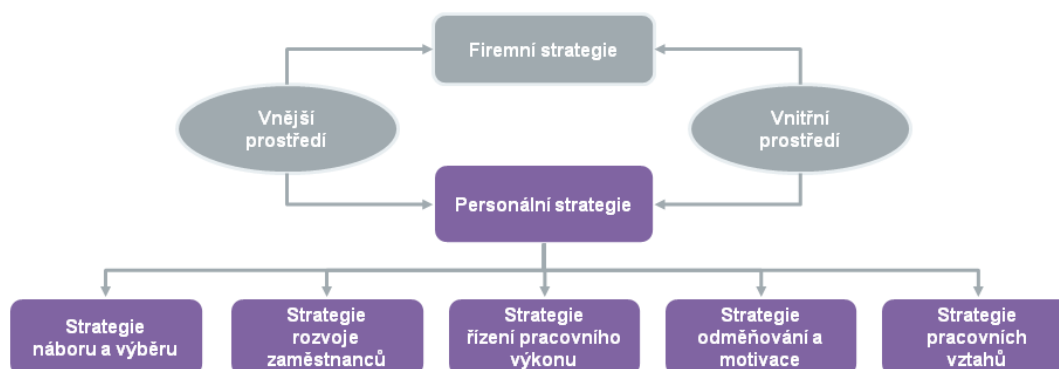 Firemní strategie
Vnější
prostředí
Vnitřní
prostředí
Personální strategie
Strategie
náboru a výběru
Strategie
rozvoje
zaměstnanců
Strategie
řízení pracovního
výkonu
Strategie
odměňování a
motivace
Strategie
pracovních
vztahů